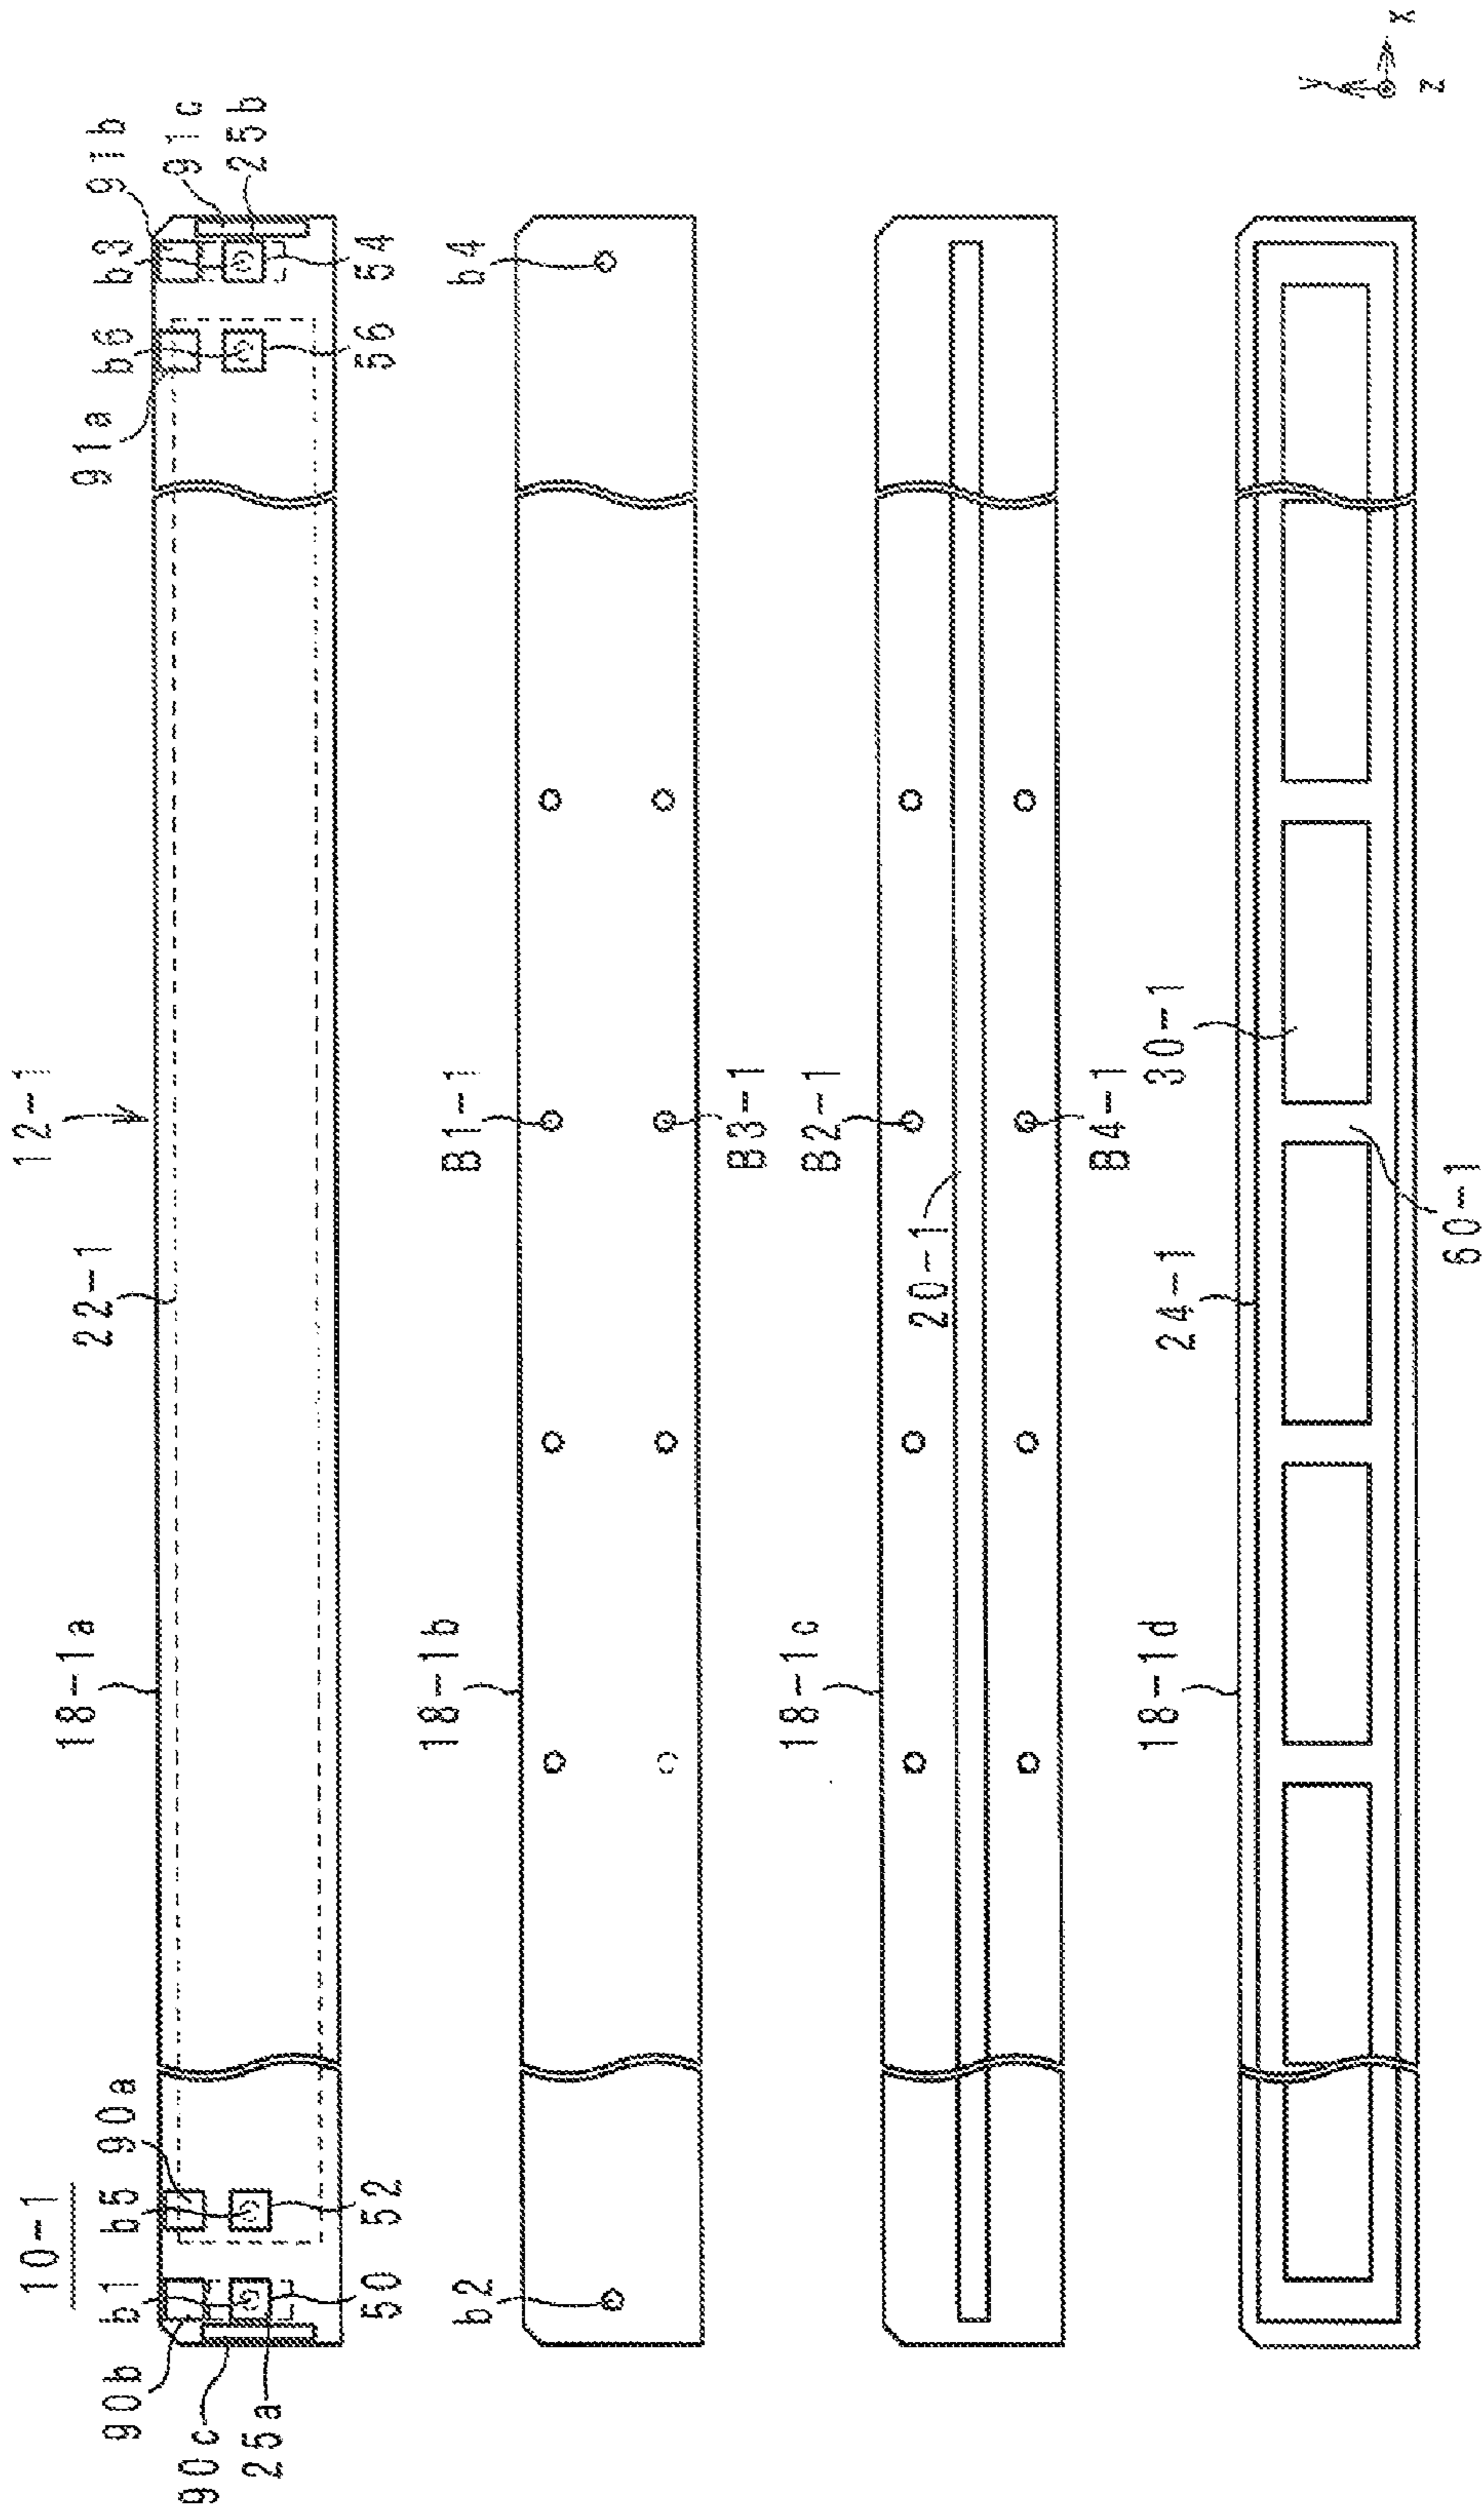 10-1
12-1
18-1a
22-1
90a
90b
90c
25a
b1
b5
50
52
91a
91b
91c
25b
b3
b6
54
56
18-1b
b2
B1-1
B3-1
b4
18-1c
20-1
B2-1
B4-1
18-1d
24-1
30-1
60-1
y
x
z